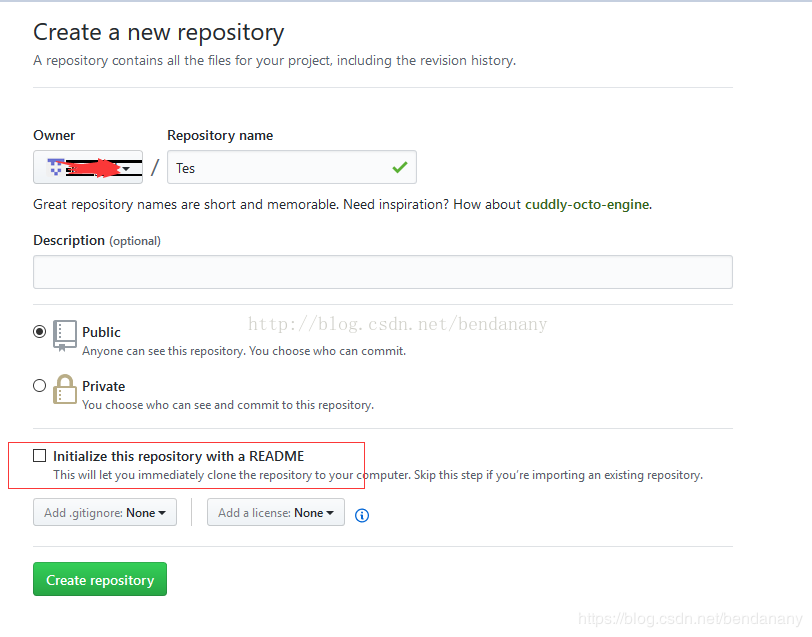 Create a new repository
A repository contains all the files for your project, including the revision history.
Owner
Repository name
/
Tes
Great repository names are short and memorable. Need inspiration? How about cuddly-octo-engine.
Description (optional)
http://blog.csdn.net/bendanany
Public
Anyone can see this repository. You choose who can commit.
Private
You choose who can see and commit to this repository.
Initialize this repository with a README
This will let you immediately clone the repository to your computer. Skip this step if you’re importing an existing repository.
Add .gitignore: None
Add a license: None
Create repository
https://blog.csdn.net/bendanany